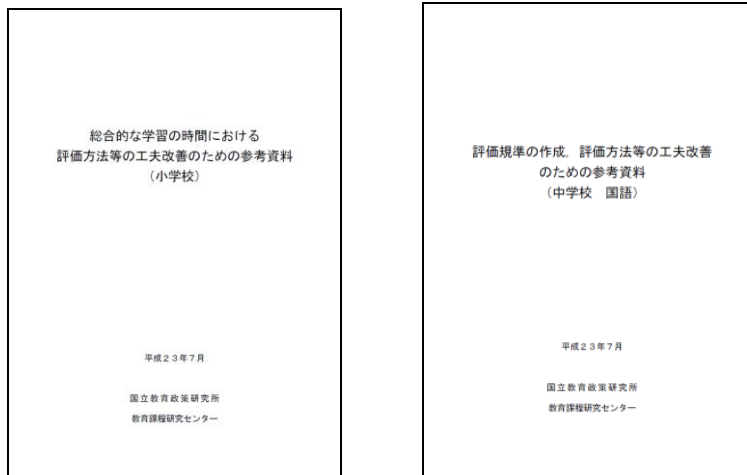 総合的な学習の時間における
評価方法等の工夫改善のための参考資料
（小学校）
平成２３年７月
国立教育政策研究所
教育課程研究センター
評価規準の作成，評価方法等の工夫改善
のための参考資料
（中学校　国語）
平成２３年７月
国立教育政策研究所
教育課程研究センター